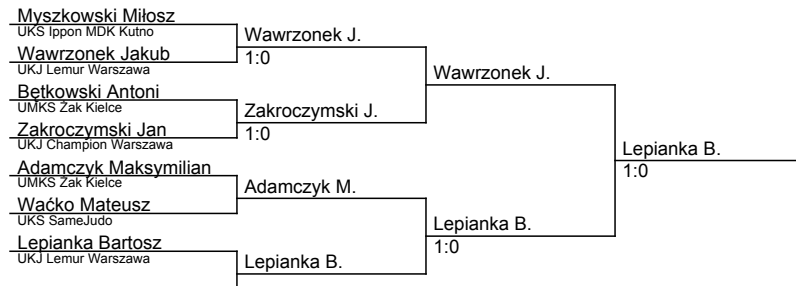 Myszkowski Miłosz
UKS Ippon MDK Kutno
Wawrzonek J.
Wawrzonek Jakub
1:0
UKJ Lemur Warszawa
Wawrzonek J.
Bętkowski Antoni
UMKS Żak Kielce
Zakroczymski J.
Zakroczymski Jan
1:0
UKJ Champion Warszawa
Lepianka B.
1:0
Adamczyk Maksymilian
UMKS Żak Kielce
Adamczyk M.
Waćko Mateusz
UKS SameJudo
Lepianka B.
1:0
Lepianka Bartosz
UKJ Lemur Warszawa
Lepianka B.